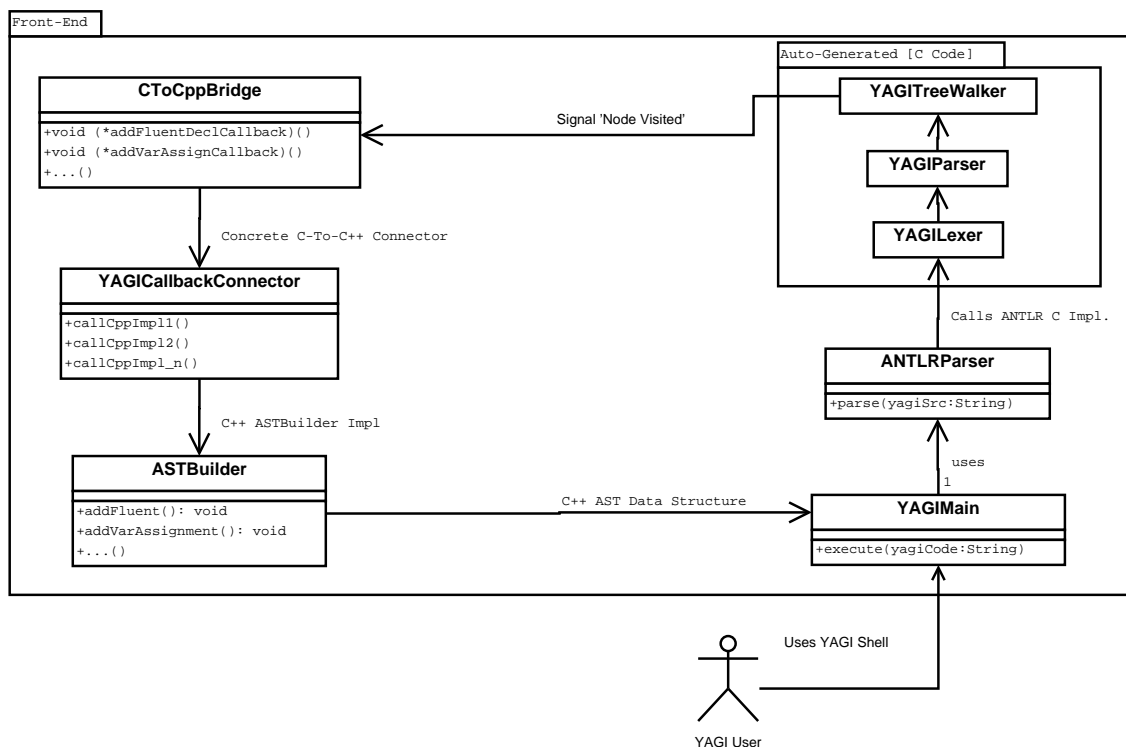 Front-End
Auto-Generated [C Code]
CToCppBridge
+void (*addFluentDeclCallback)()
+void (*addVarAssignCallback)()
+...()
Signal 'Node Visited'
YAGITreeWalker
YAGIParser
YAGILexer
Concrete C-To-C++ Connector
YAGICallbackConnector
+callCppImpl1()
+callCppImpl2()
+callCppImpl_n()
Calls ANTLR C Impl.
ANTLRParser
+parse(yagiSrc:String)
C++ ASTBuilder Impl
ASTBuilder
+addFluent(): void
+addVarAssignment(): void
+...()
uses
1
C++ AST Data Structure
YAGIMain
+execute(yagiCode:String)
Uses YAGI Shell
YAGI User